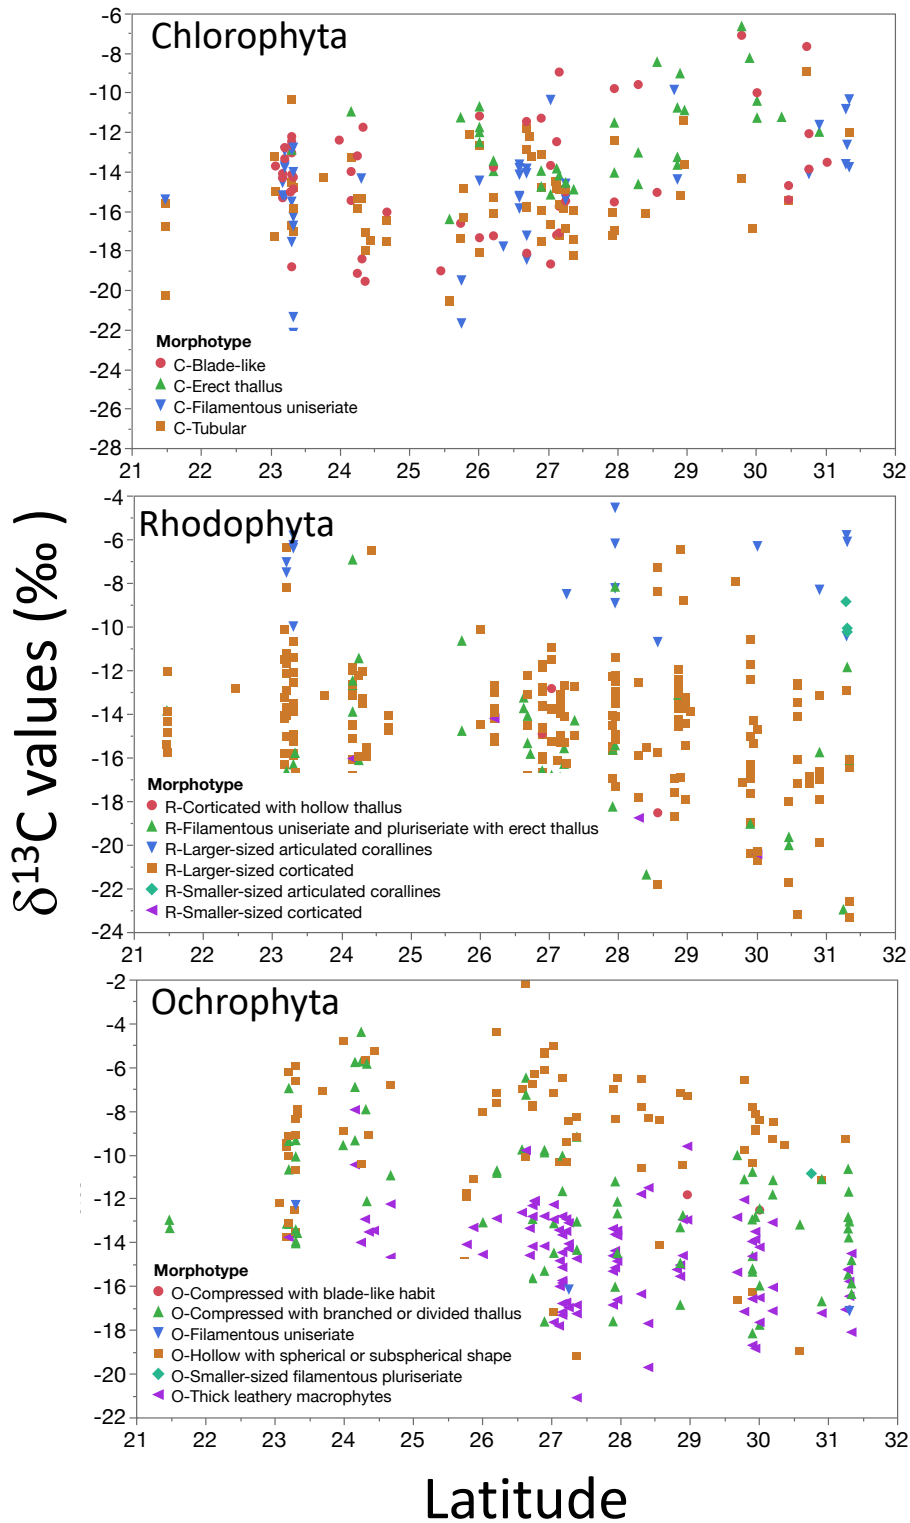 Chlorophyta
-6
-8
-10
-12
-14
-16
-18
-20
-22
-24
-26
-28
Morphotype
C-Blade-like
C-Erect thallus
C-Filamentous uniseriate
C-Tubular
21 22 23 24 25 26 27 28 29 30 31 32
δ13C values (‰)
Rhodophyta
-4
-6
-8
-10
-12
-14
-16
-18
-20
-22
-24
Morphotype
R-Corticated with hollow thallus
R-Filamentous uniseriate and pluriseriate with erect thallus
R-Larger-sized articulated corallines
R-Larger-sized corticated
R-Smaller-sized articulated corallines
R-Smaller-sized corticated
21 22 23 24 25 26 27 28 29 30 31 32
Ochrophyta
-2
-4
-6
-8
-10
-12
-14
-16
-18
-20
-22
Morphotype
O-Compressed with blade-like habit
O-Compressed with branched or divided thallus
O-Filamentous uniseriate
O-Hollow with spherical or subspherical shape
O-Smaller-sized filamentous pluriseriate
O-Thick leathery macrophytes
21 22 23 24 25 26 27 28 29 30 31 32
Latitude